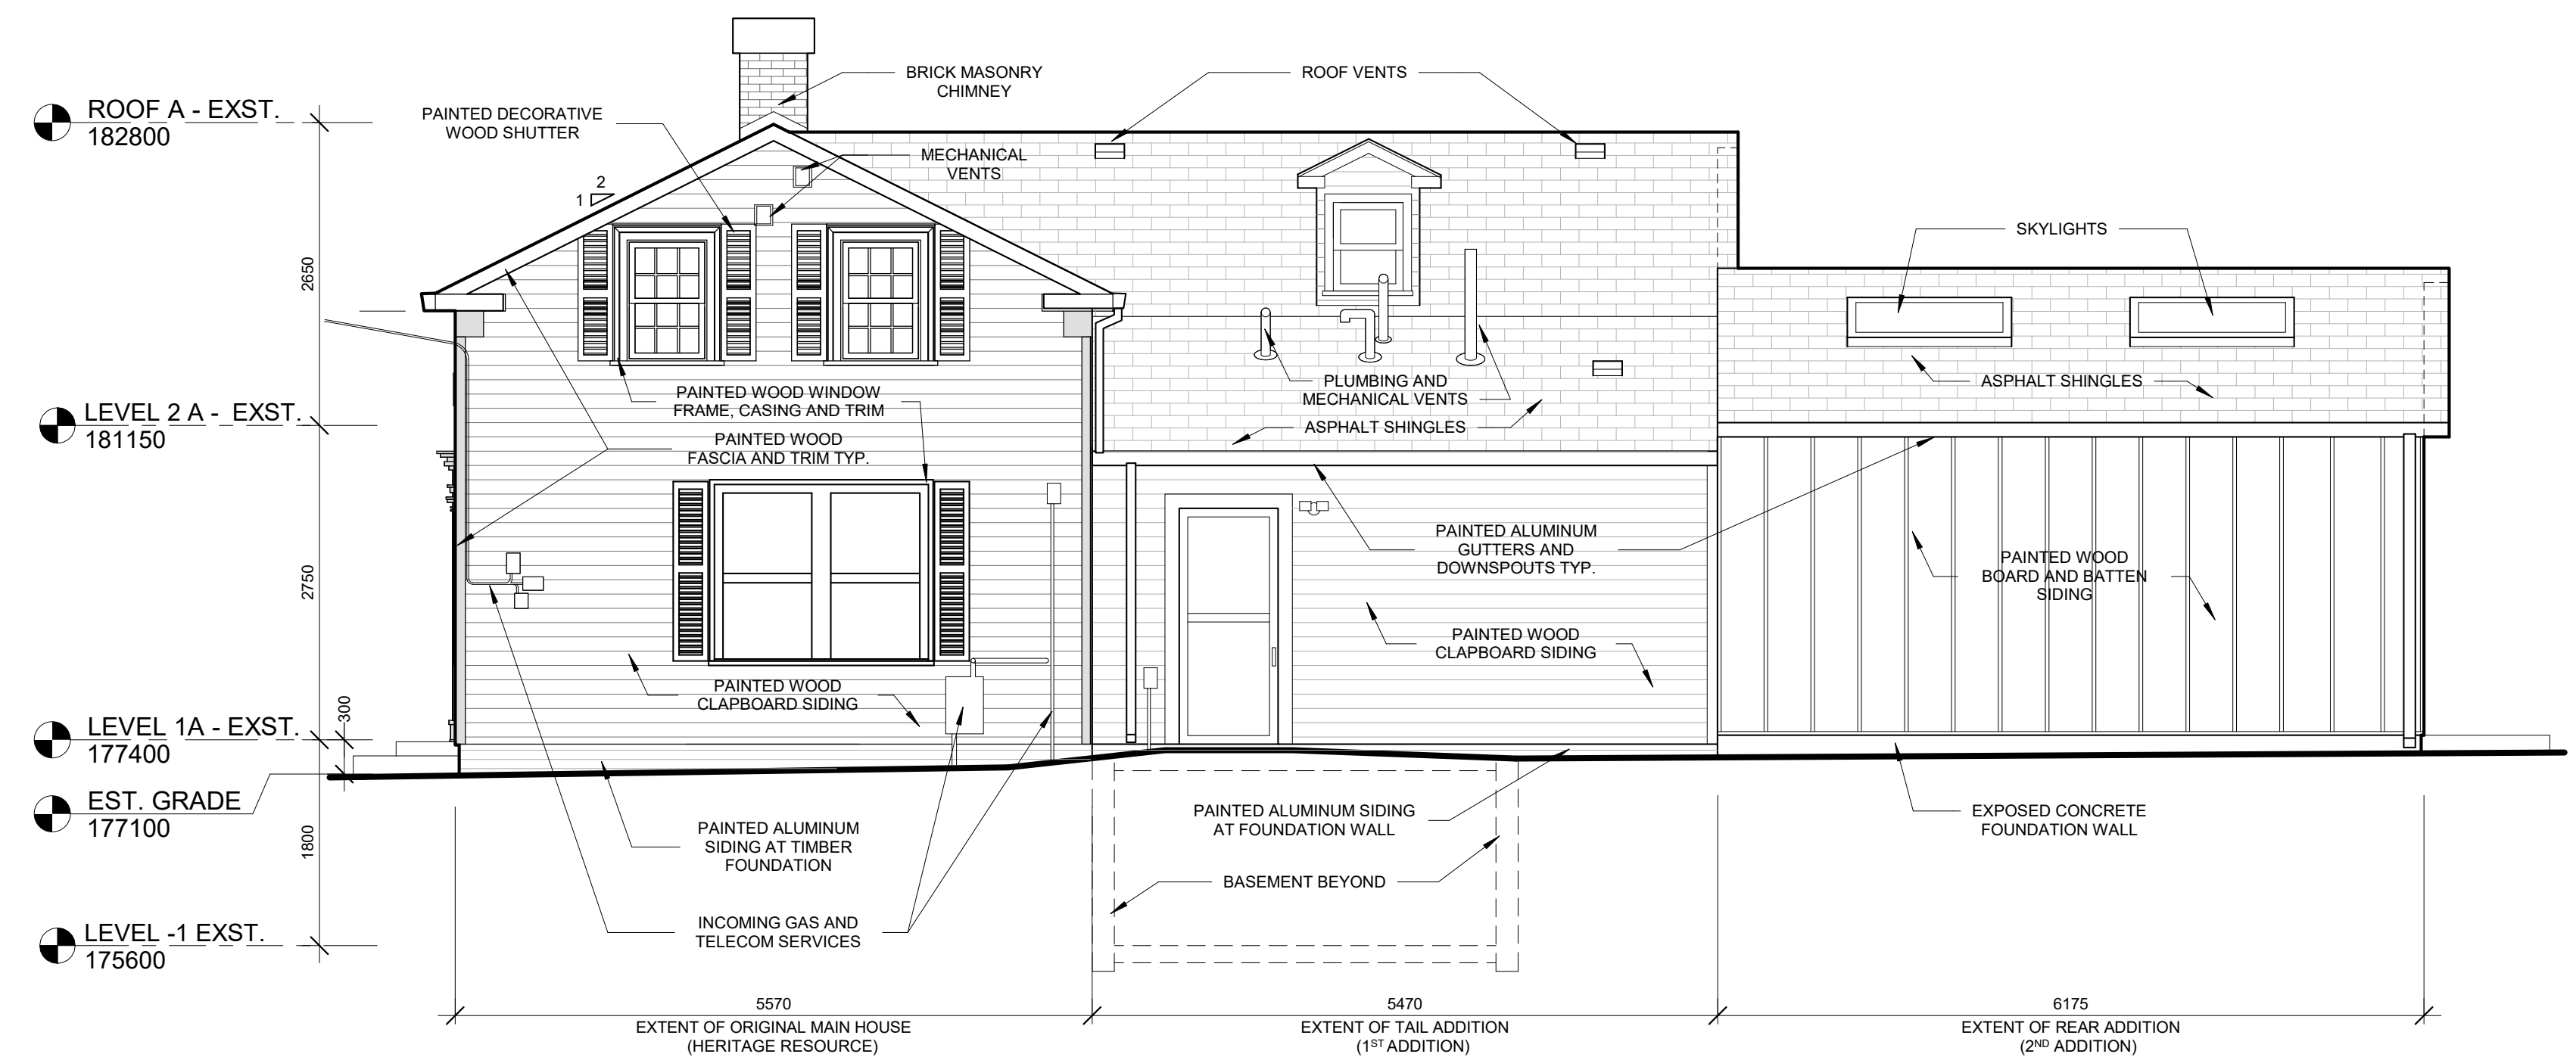 ROOF A - EXST.
182800
LEVEL 2 A - EXST.
181150
LEVEL 1A - EXST.
177400
EST. GRADE
177100
LEVEL -1 EXST.
175600
2650
2750
300
1800
2
1
PAINTED DECORATIVE
WOOD SHUTTER
BRICK MASONRY
CHIMNEY
MECHANICAL
VENTS
ROOF VENTS
SKYLIGHTS
PAINTED WOOD WINDOW
FRAME, CASING AND TRIM
PAINTED WOOD
FASCIA AND TRIM TYP.
PLUMBING AND
MECHANICAL VENTS
ASPHALT SHINGLES
ASPHALT SHINGLES
PAINTED ALUMINUM
GUTTERS AND
DOWNSPOUTS TYP.
PAINTED WOOD
BOARD AND BATTEN
SIDING
PAINTED WOOD
CLAPBOARD SIDING
PAINTED WOOD
CLAPBOARD SIDING
PAINTED ALUMINUM
SIDING AT TIMBER
FOUNDATION
PAINTED ALUMINUM SIDING
AT FOUNDATION WALL
EXPOSED CONCRETE
FOUNDATION WALL
BASEMENT BEYOND
INCOMING GAS AND
TELECOM SERVICES
5570
EXTENT OF ORIGINAL MAIN HOUSE
(HERITAGE RESOURCE)
5470
EXTENT OF TAIL ADDITION
(1ST ADDITION)
6175
EXTENT OF REAR ADDITION
(2ND ADDITION)